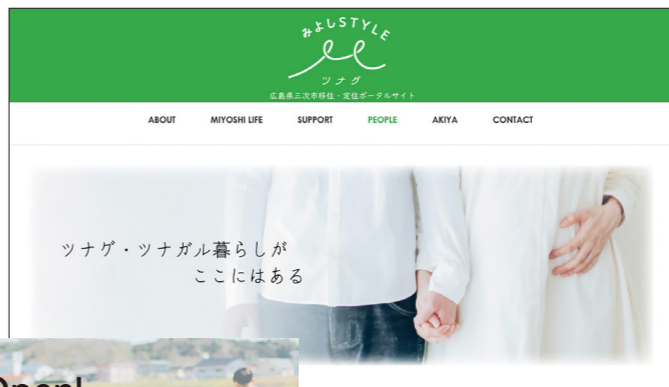 みよしSTYLE
ツナグ
広島県三次市移住・定住ポータルサイト
ABOUT MIYOSHI LIFE SUPPORT PEOPLE AKIYA CONTACT
ツナグ・ツナガル暮らしが
ここにはある